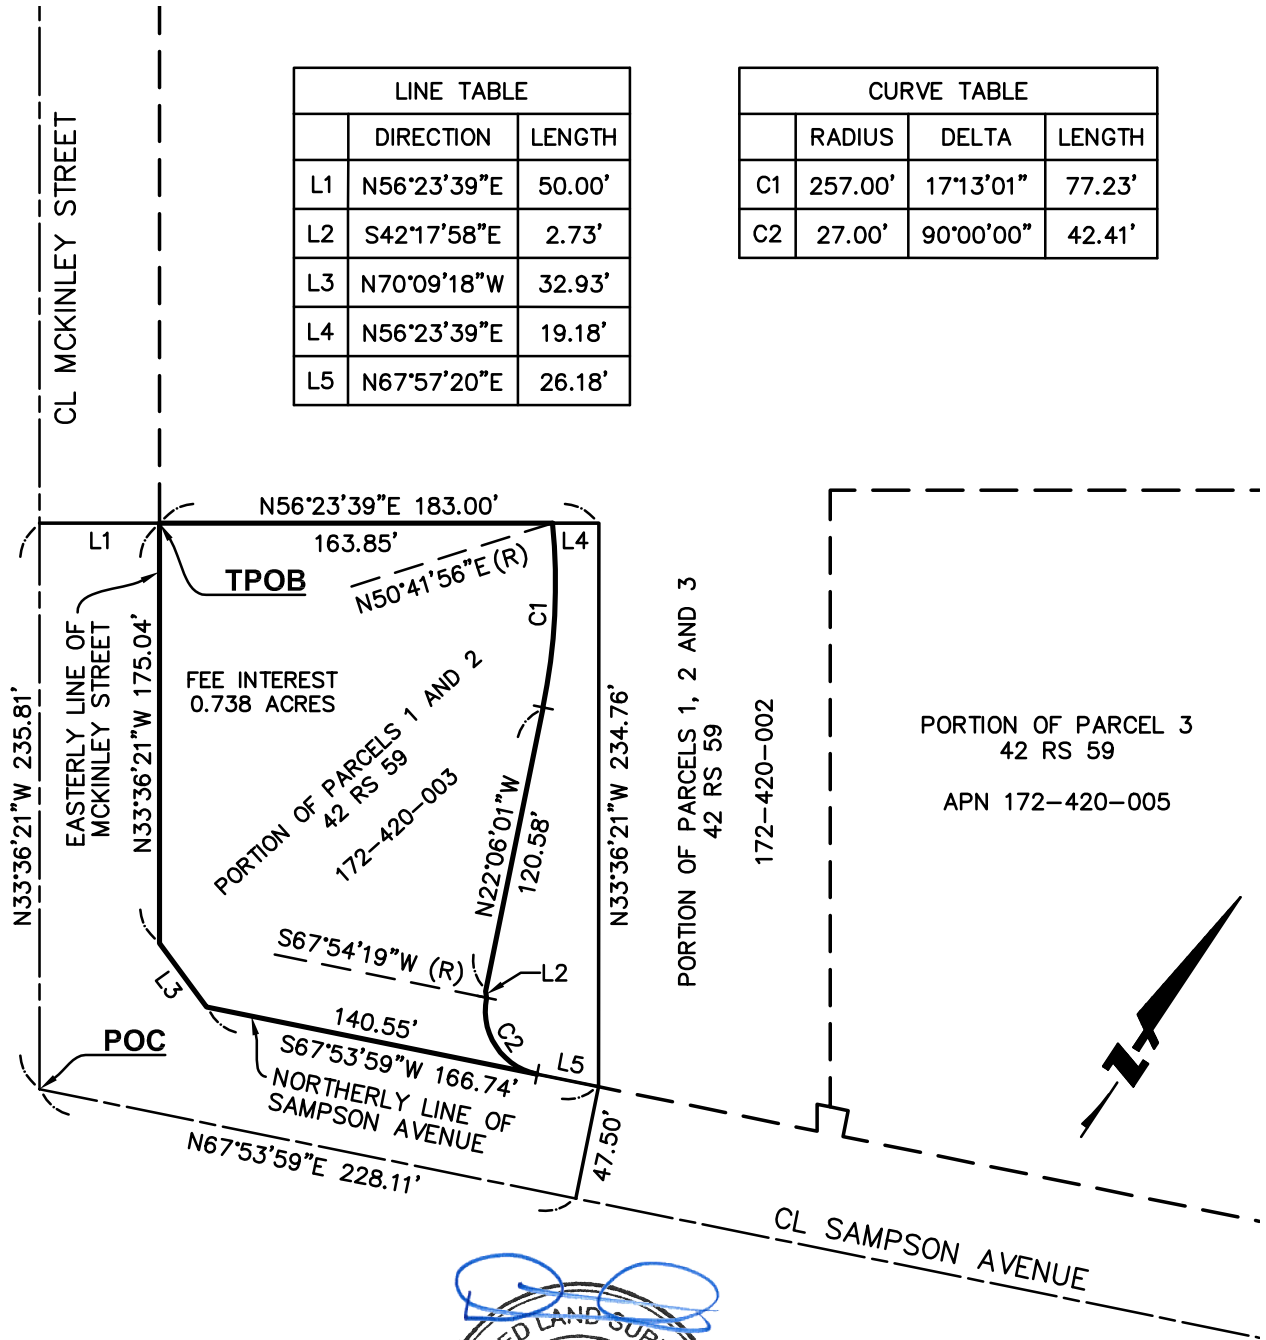 CL MCKINLEY STREET
LINE TABLE
DIRECTION LENGTH
L1 N56°23'39"E 50.00'
L2 S42°17'58"E 2.73'
L3 N70°09'18"W 32.93'
L4 N56°23'39"E 19.18'
L5 N67°57'20"E 26.18'
CURVE TABLE
RADIUS DELTA LENGTH
C1 257.00' 17°13'01" 77.23'
C2 27.00' 90°00'00" 42.41'
N56°23'39"E 183.00'
L1
163.85'
L4
TPOB
N50°41'56"E (R)
C1
EASTERLY LINE OF
MCKINLEY STREET
N33°36'21"W 175.04'
N33°36'21"W 235.81'
FEE INTEREST
0.738 ACRES
PORTION OF PARCELS 1 AND 2
42 RS 59
172-420-003
N22°06'01"W
120.58'
N33°36'21"W 234.76'
PORTION OF PARCELS 1, 2 AND 3
42 RS 59
172-420-002
PORTION OF PARCEL 3
42 RS 59
APN 172-420-005
S67°54'19"W (R)
L2
L3
140.55'
C2
L5
POC
S67°53'59"W 166.74'
NORTHERLY LINE OF
SAMPSON AVENUE
N67°53'59"E 228.11'
47.50'
N
CL SAMPSON AVENUE
LAND